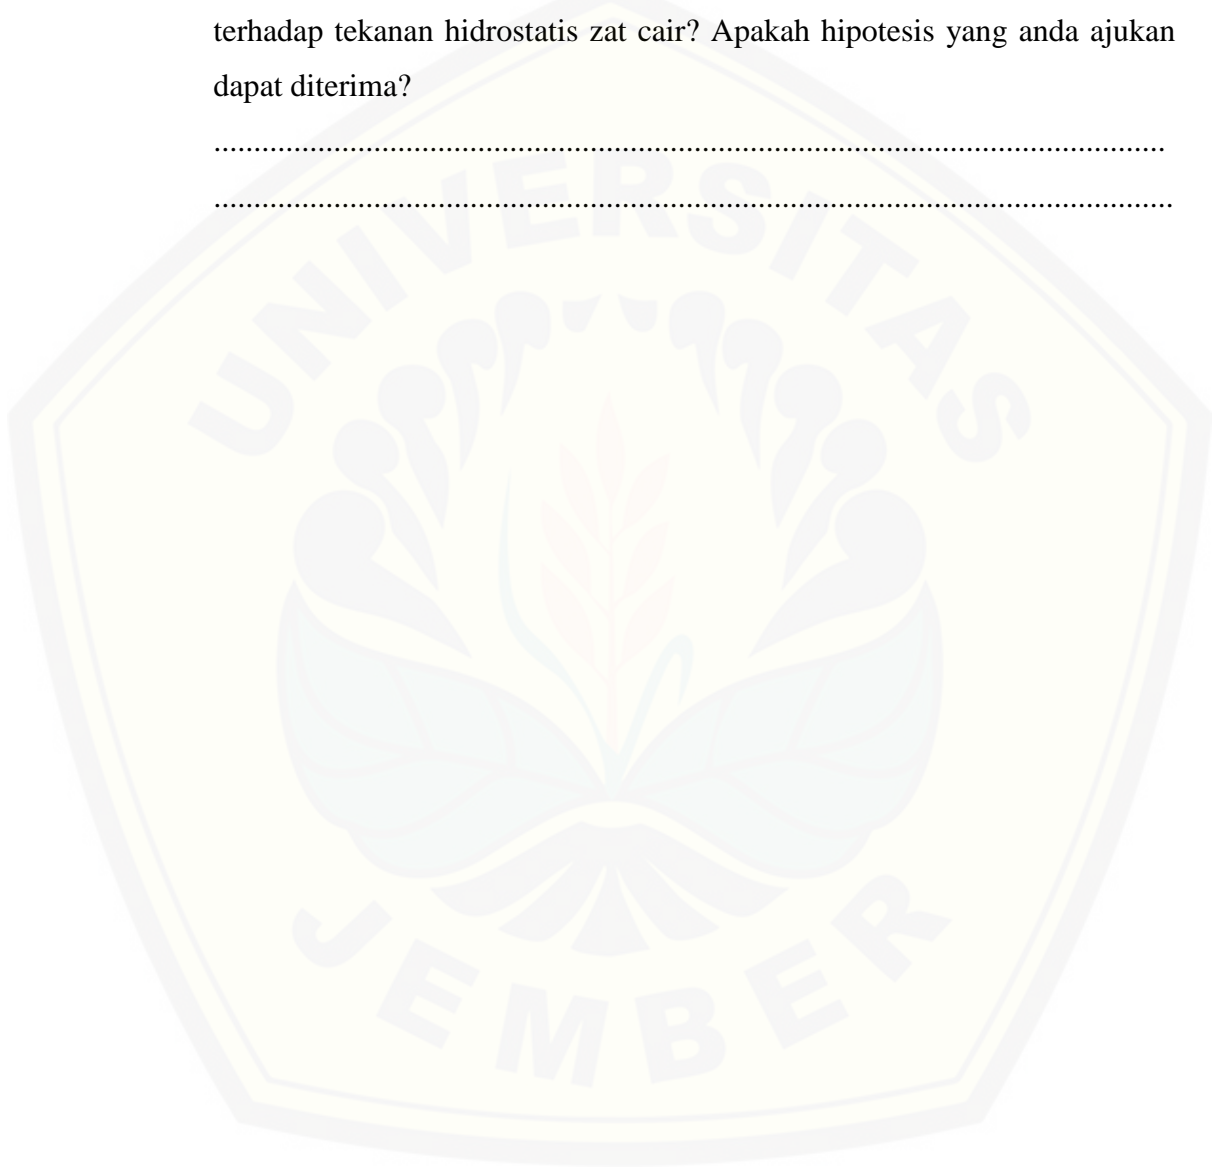 terhadap tekanan hidrostatis zat cair? Apakah hipotesis yang anda ajukan
dapat diterima?
.......................................................................................................................
........................................................................................................................
UNIVERSITAS
JEMBER